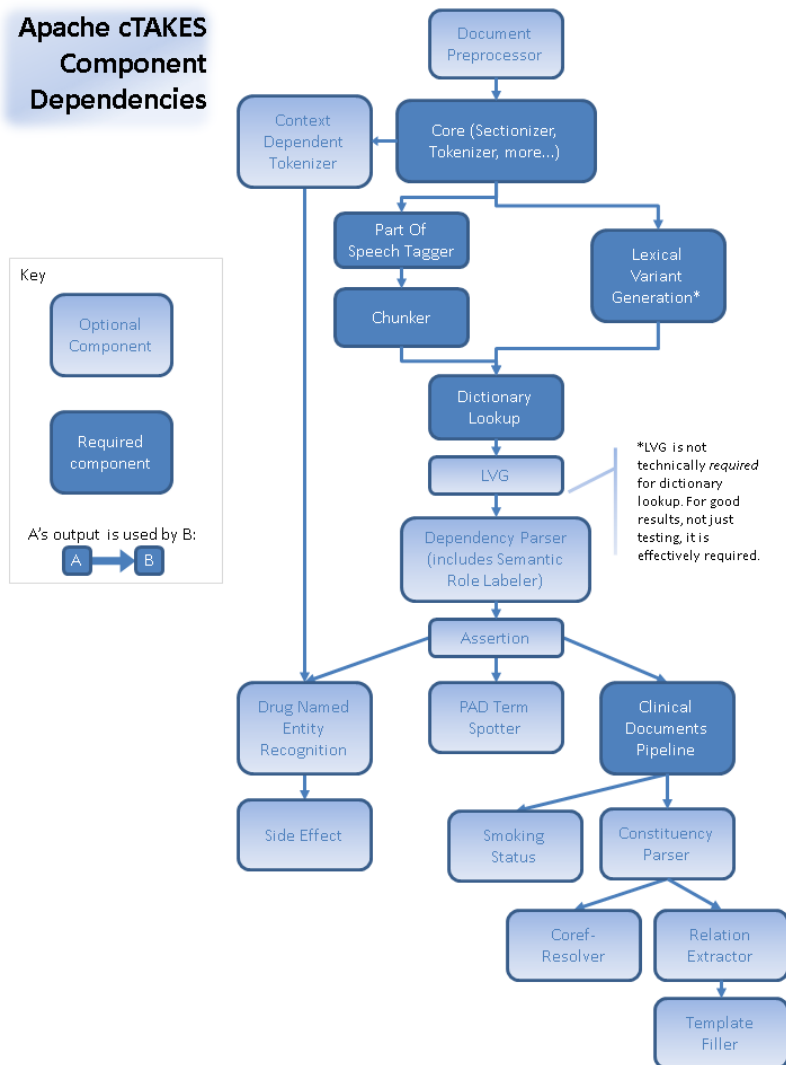 Apache cTAKES
Component
Dependencies
Document
Preprocessor
Context
Dependent
Tokenizer
Core (Sectionizer,
Tokenizer, more...)
Part Of
Speech Tagger
Lexical
Variant
Generation*
Key
Optional
Component
Chunker
Required
component
Dictionary
Lookup
LVG
*LVG is not
technically required
for dictionary
lookup. For good
results, not just
testing, it is
effectively required.
A's output is used by B:
A
B
Dependency Parser
(includes Semantic
Role Labeler)
Assertion
Drug Named
Entity
Recognition
PAD Term
Spotter
Clinical
Documents
Pipeline
Side Effect
Smoking
Status
Constituency
Parser
Coref-
Resolver
Relation
Extractor
Template
Filler